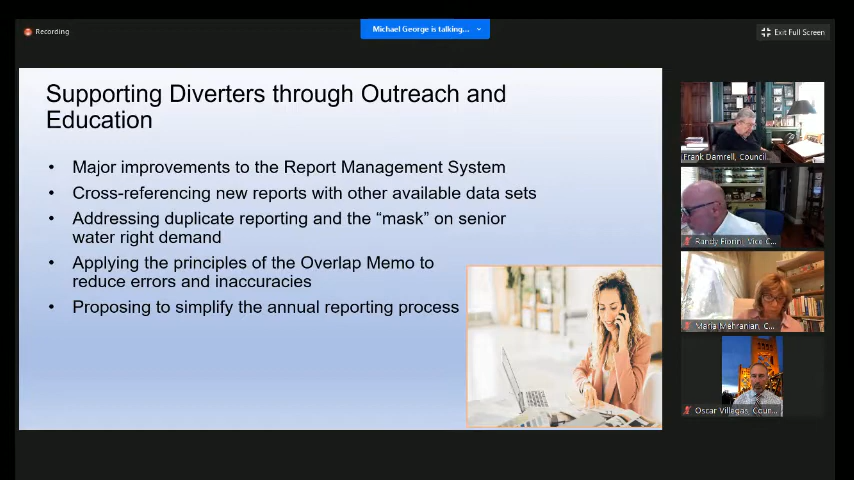 Recording
Michael George is talking...
Exit Full Screen
Supporting Diverters through Outreach and
Education
• Major improvements to the Report Management System
• Cross-referencing new reports with other available data sets
• Addressing duplicate reporting and the “mask” on senior
water right demand
• Applying the principles of the Overlap Memo to
reduce errors and inaccuracies
• Proposing to simplify the annual reporting process
Frank Damrell, Council...
Randy Fiorini, Vice C...
Maria Mehranian, C...
Oscar Villegas, Coun...